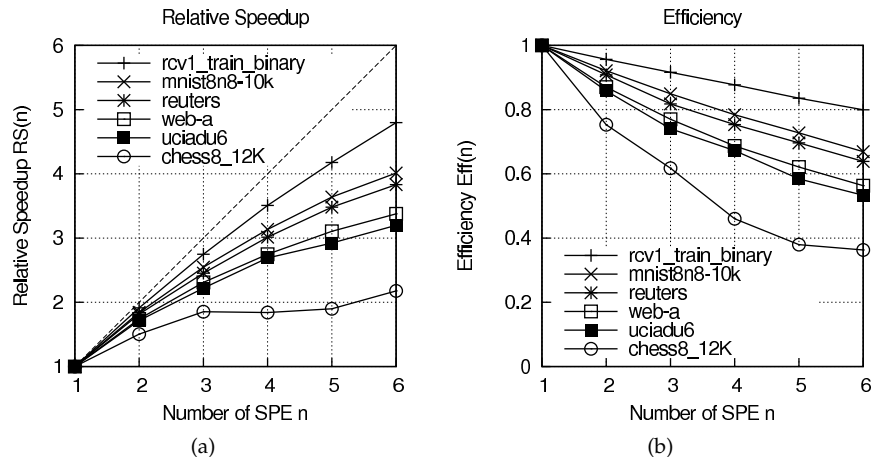 Relative Speedup
6
5
4
3
2
1
Relative Speedup RS(n)
rcv1_train_binary
mnist8n8-10k
reuters
web-a
uciadu6
chess8_12K
1 2 3 4 5 6
Number of SPE n
(a)
Efficiency
1
0.8
0.6
0.4
0.2
0
Efficiency Eff(n)
rcv1_train_binary
mnist8n8-10k
reuters
web-a
uciadu6
chess8_12K
1 2 3 4 5 6
Number of SPE n
(b)